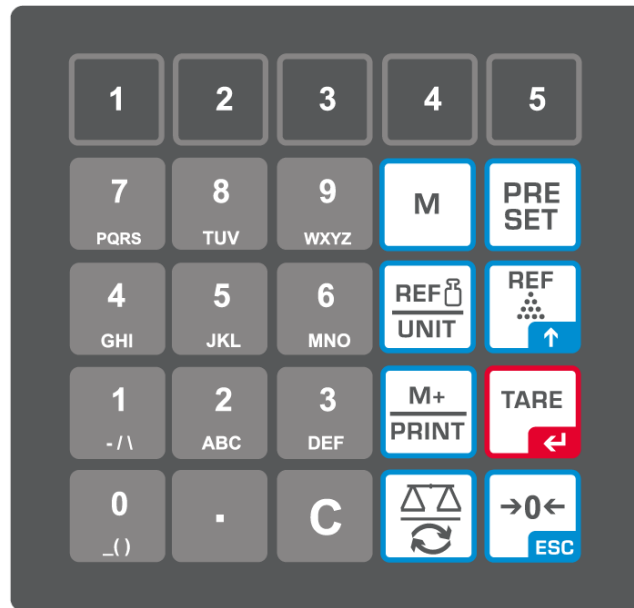 1 2 3 4 5
7 8 9 M PRE
SET
PQRS TUV WXYZ
4 5 6 REF
UNIT REF
GHI JKL MNO
1 2 3 M+
PRINT TARE
- / \ ABC DEF
0 . C →0←
_ ( ) ESC